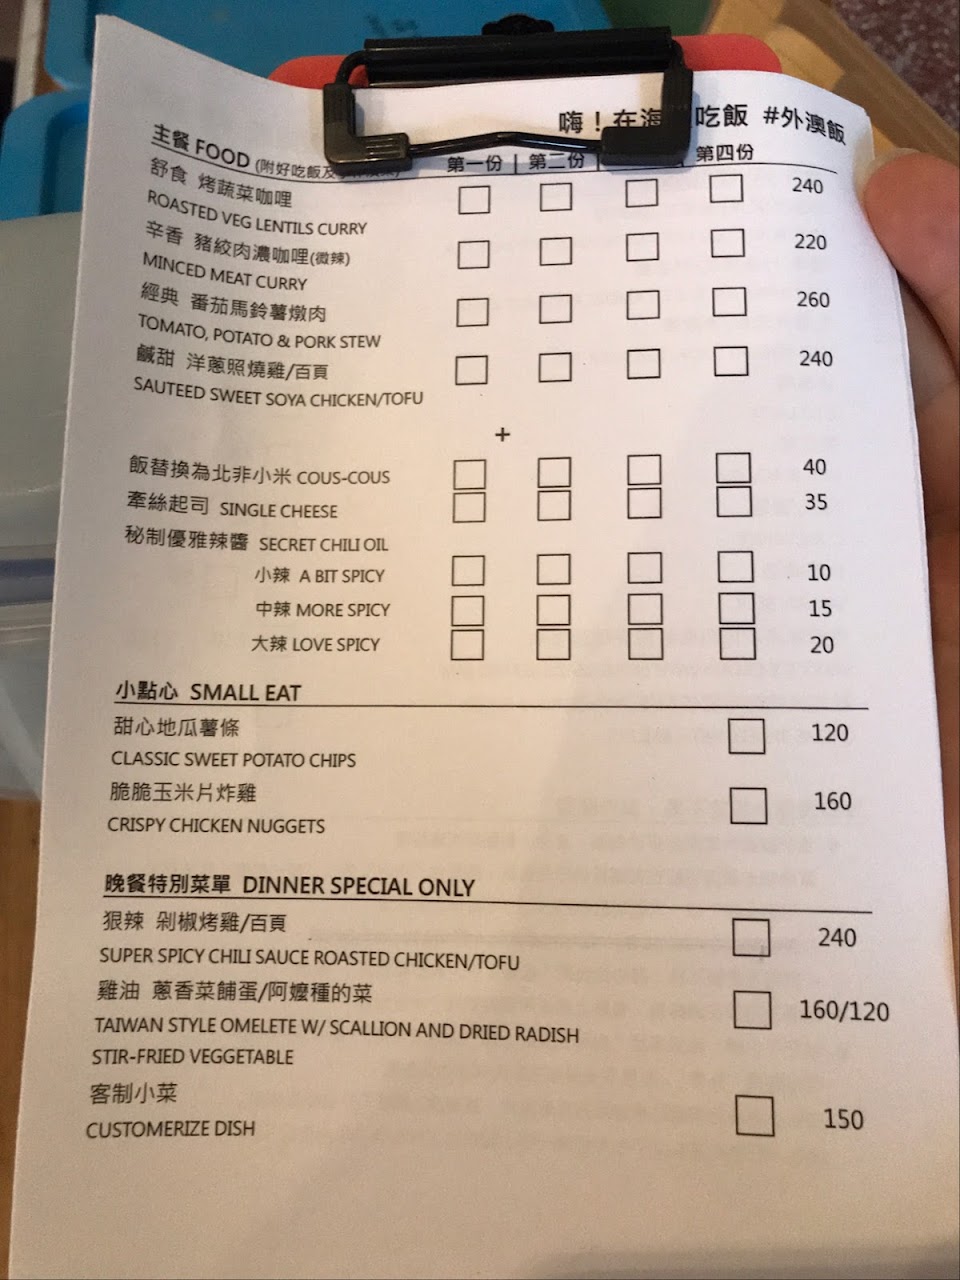 嗨！在海 吃飯 #外澳飯
主餐 FOOD (附好吃飯及
第一份 | 第二份 | 第四份
舒食 烤蔬菜咖哩 240
ROASTED VEG LENTILS CURRY
辛香 豬絞肉濃咖哩(微辣) 220
MINCED MEAT CURRY
經典 番茄馬鈴薯燉肉 260
TOMATO, POTATO & PORK STEW
鹹甜 洋蔥照燒雞/百頁 240
SAUTEED SWEET SOYA CHICKEN/TOFU
+
飯替換為北非小米 COUS-COUS 40
牽絲起司 SINGLE CHEESE 35
秘制優雅辣醬 SECRET CHILI OIL
小辣 A BIT SPICY 10
中辣 MORE SPICY 15
大辣 LOVE SPICY 20
小點心 SMALL EAT
甜心地瓜薯條 120
CLASSIC SWEET POTATO CHIPS
脆脆玉米片炸雞 160
CRISPY CHICKEN NUGGETS
晚餐特別菜單 DINNER SPECIAL ONLY
狠辣 剁椒烤雞/百頁 240
SUPER SPICY CHILI SAUCE ROASTED CHICKEN/TOFU
雞油 蔥香菜餔蛋/阿嬤種的菜 160/120
TAIWAN STYLE OMELETE W/ SCALLION AND DRIED RADISH
STIR-FRIED VEGGETABLE
客制小菜 150
CUSTOMERIZE DISH